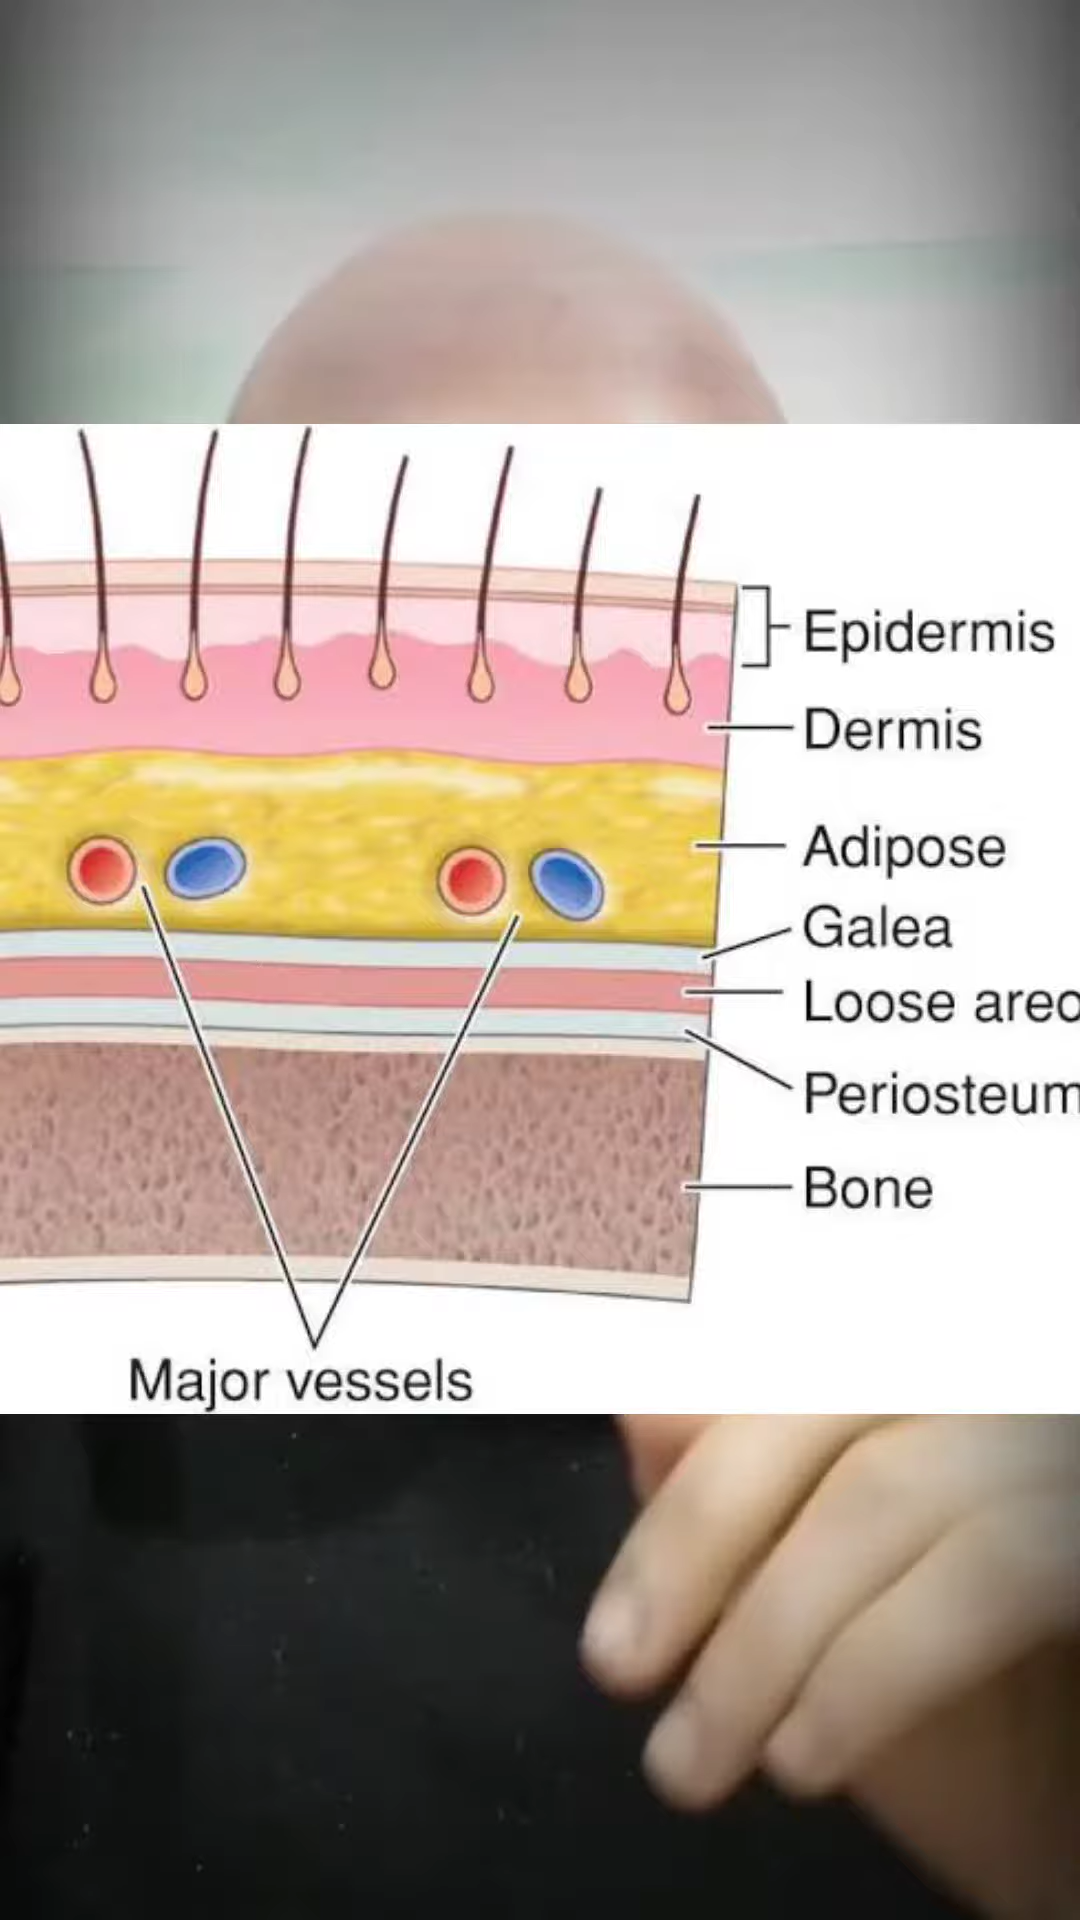 Epidermis
Dermis
Adipose
Galea
Loose areo
Periosteum
Bone
Major vessels